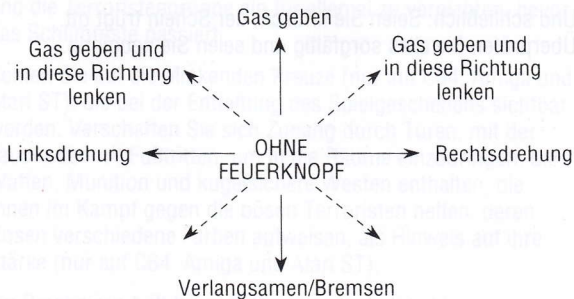 Gas geben
Gas geben und
in diese Richtung
lenken
Gas geben und
in diese Richtung
lenken
Linksdrehung
OHNE
FEUERKNOPF
Rechtsdrehung
Verlangsamen/Bremsen